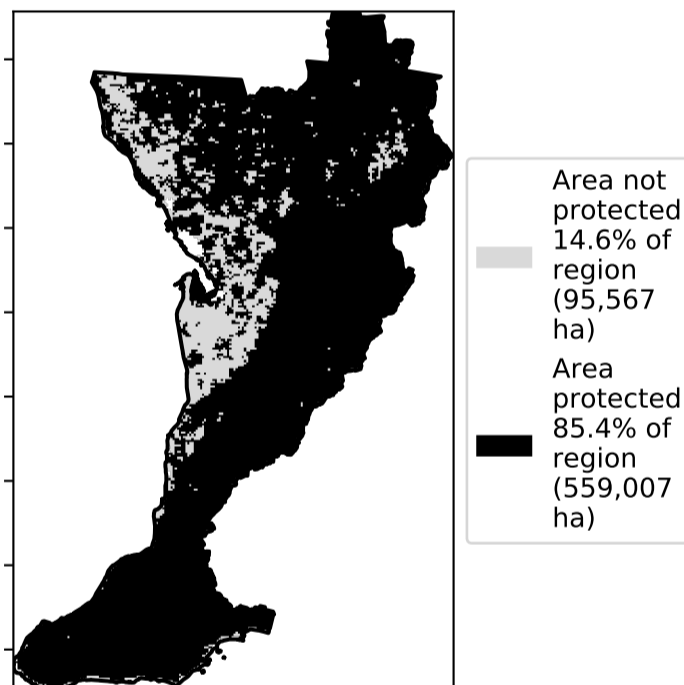 Area not
protected
14.6% of
region
(95,567
ha)
Area
protected
85.4% of
region
(559,007
ha)